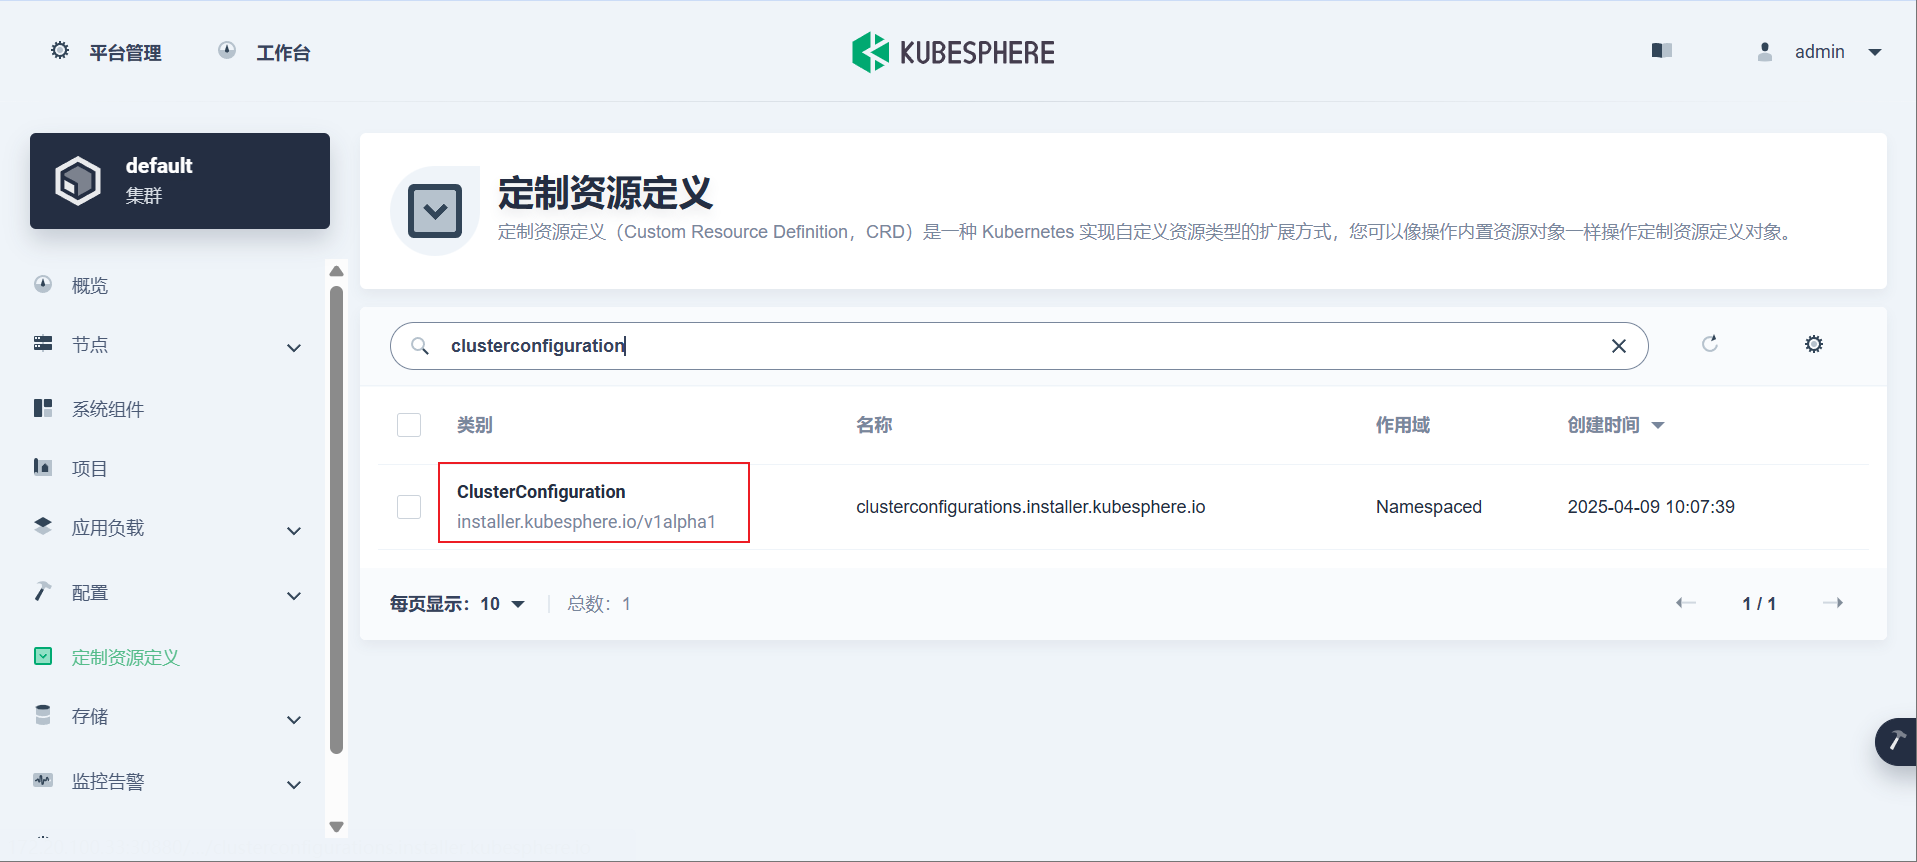 平台管理
工作台
KUBESPHERE
admin
default
集群
概览
节点
系统组件
项目
应用负载
配置
定制资源定义
存储
监控告警
定制资源定义
定制资源定义（Custom Resource Definition，CRD）是一种 Kubernetes 实现自定义资源类型的扩展方式，您可以像操作内置资源对象一样操作定制资源定义对象。
clusterconfiguration
类别 名称 作用域 创建时间
ClusterConfiguration
installer.kubesphere.io/v1alpha1
clusterconfigurations.installer.kubesphere.io
Namespaced
2025-04-09 10:07:39
每页显示：10
总数：1
1 / 1